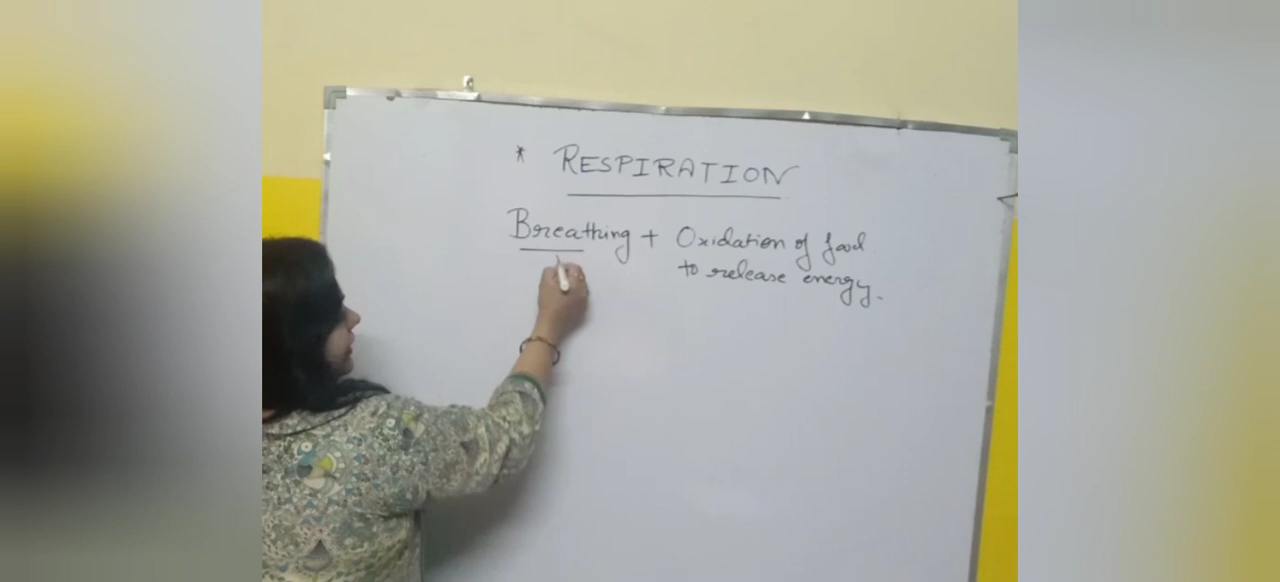 * RESPIRATION
Breathing + Oxidation of food
to release energy.